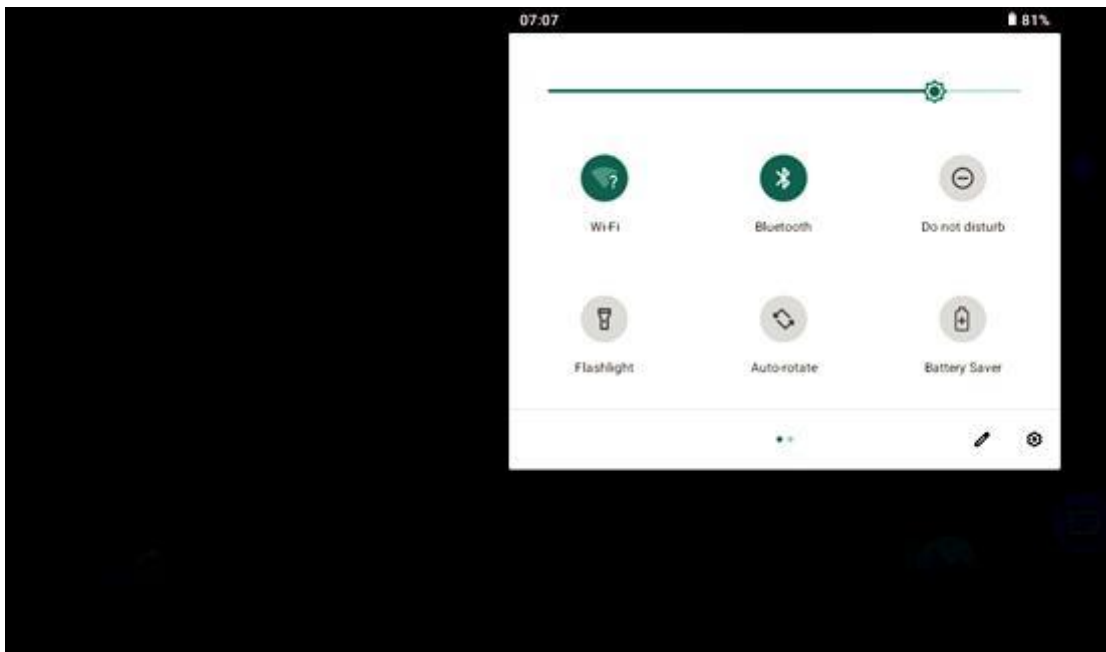 07:07 81%
?
Wi-Fi Bluetooth Do not disturb
Flashlight Auto-rotate Battery Saver